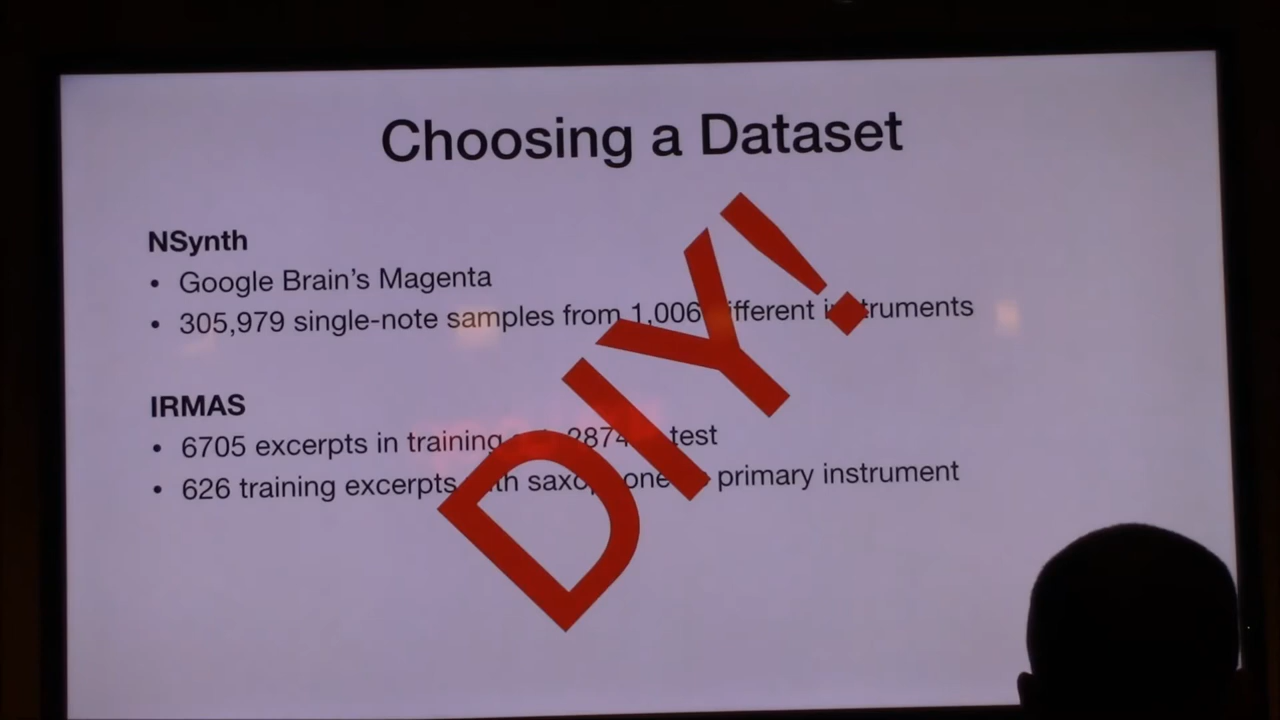 Choosing a Dataset
NSynth
• Google Brain's Magenta
• 305,979 single-note samples from 1,006 different instruments
IRMAS
• 6705 excerpts in training 2874 test
• 626 training excerpts with saxophone primary instrument
DIY!